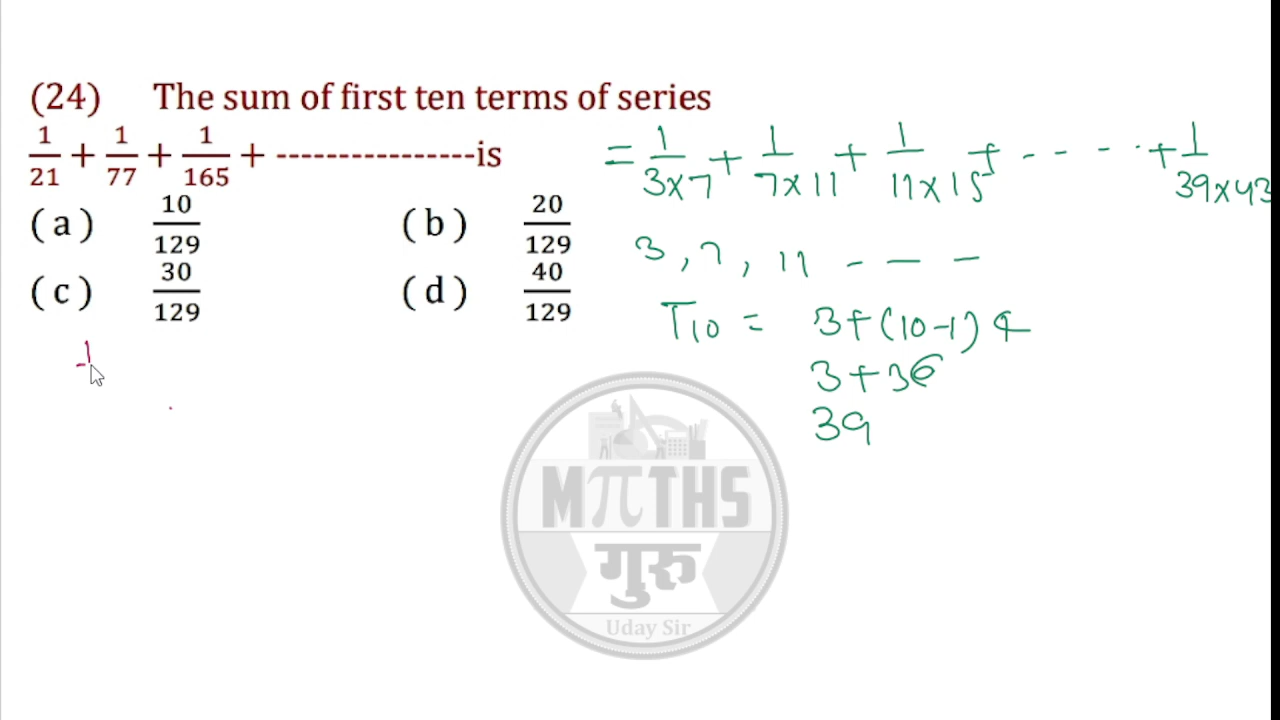 (24) The sum of first ten terms of series
1/21 + 1/77 + 1/165 + ----------------is
(a) 10/129 (b) 20/129
(c) 30/129 (d) 40/129
= 1/3×7 + 1/7×11 + 1/11×15 + - - - - - + 1/39×43
3, 7, 11 - - -
T10 = 3+(10-1)4
3+36
39
1
MπTHS
गुरु
Uday Sir